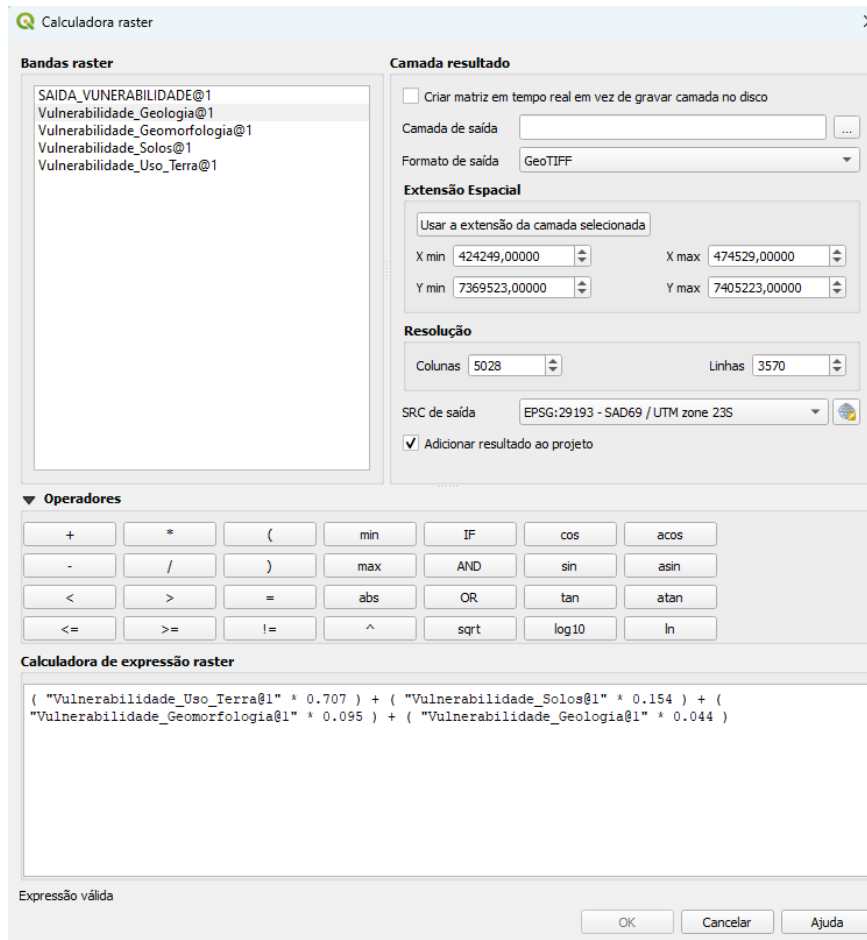 Calculadora raster
Bandas raster
SAIDA_VUNERABILIDADE@1
Vulnerabilidade_Geologia@1
Vulnerabilidade_Geomorfologia@1
Vulnerabilidade_Solos@1
Vulnerabilidade_Uso_Terra@1
Camada resultado
Criar matriz em tempo real em vez de gravar camada no disco
Camada de saída
...
Formato de saída GeoTIFF
Extensão Espacial
Usar a extensão da camada selecionada
X min 424249,00000 X max 474529,00000
Y min 7369523,00000 Y max 7405223,00000
Resolução
Colunas 5028 Linhas 3570
SRC de saída EPSG:29193 - SAD69 / UTM zone 23S
Adicionar resultado ao projeto
Operadores
+ * ( min IF cos acos
- / ) max AND sin asin
< > = abs OR tan atan
<= >= != ^ sqrt log10 ln
Calculadora de expressão raster
( "Vulnerabilidade_Uso_Terra@1" * 0.707 ) + ( "Vulnerabilidade_Solos@1" * 0.154 ) + (
"Vulnerabilidade_Geomorfologia@1" * 0.095 ) + ( "Vulnerabilidade_Geologia@1" * 0.044 )
Expressão válida
OK Cancelar Ajuda